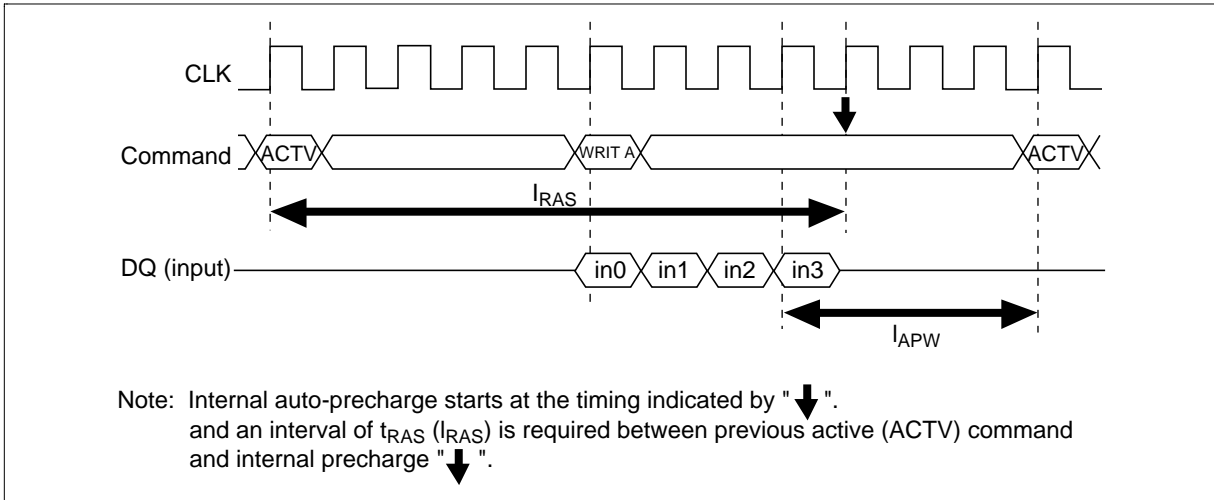 CLK
Command ACTV WRIT A ACTV
lRAS
DQ (input) in0 in1 in2 in3
lAPW
Note: Internal auto-precharge starts at the timing indicated by " ".
and an interval of tRAS (lRAS) is required between previous active (ACTV) command
and internal precharge " ".